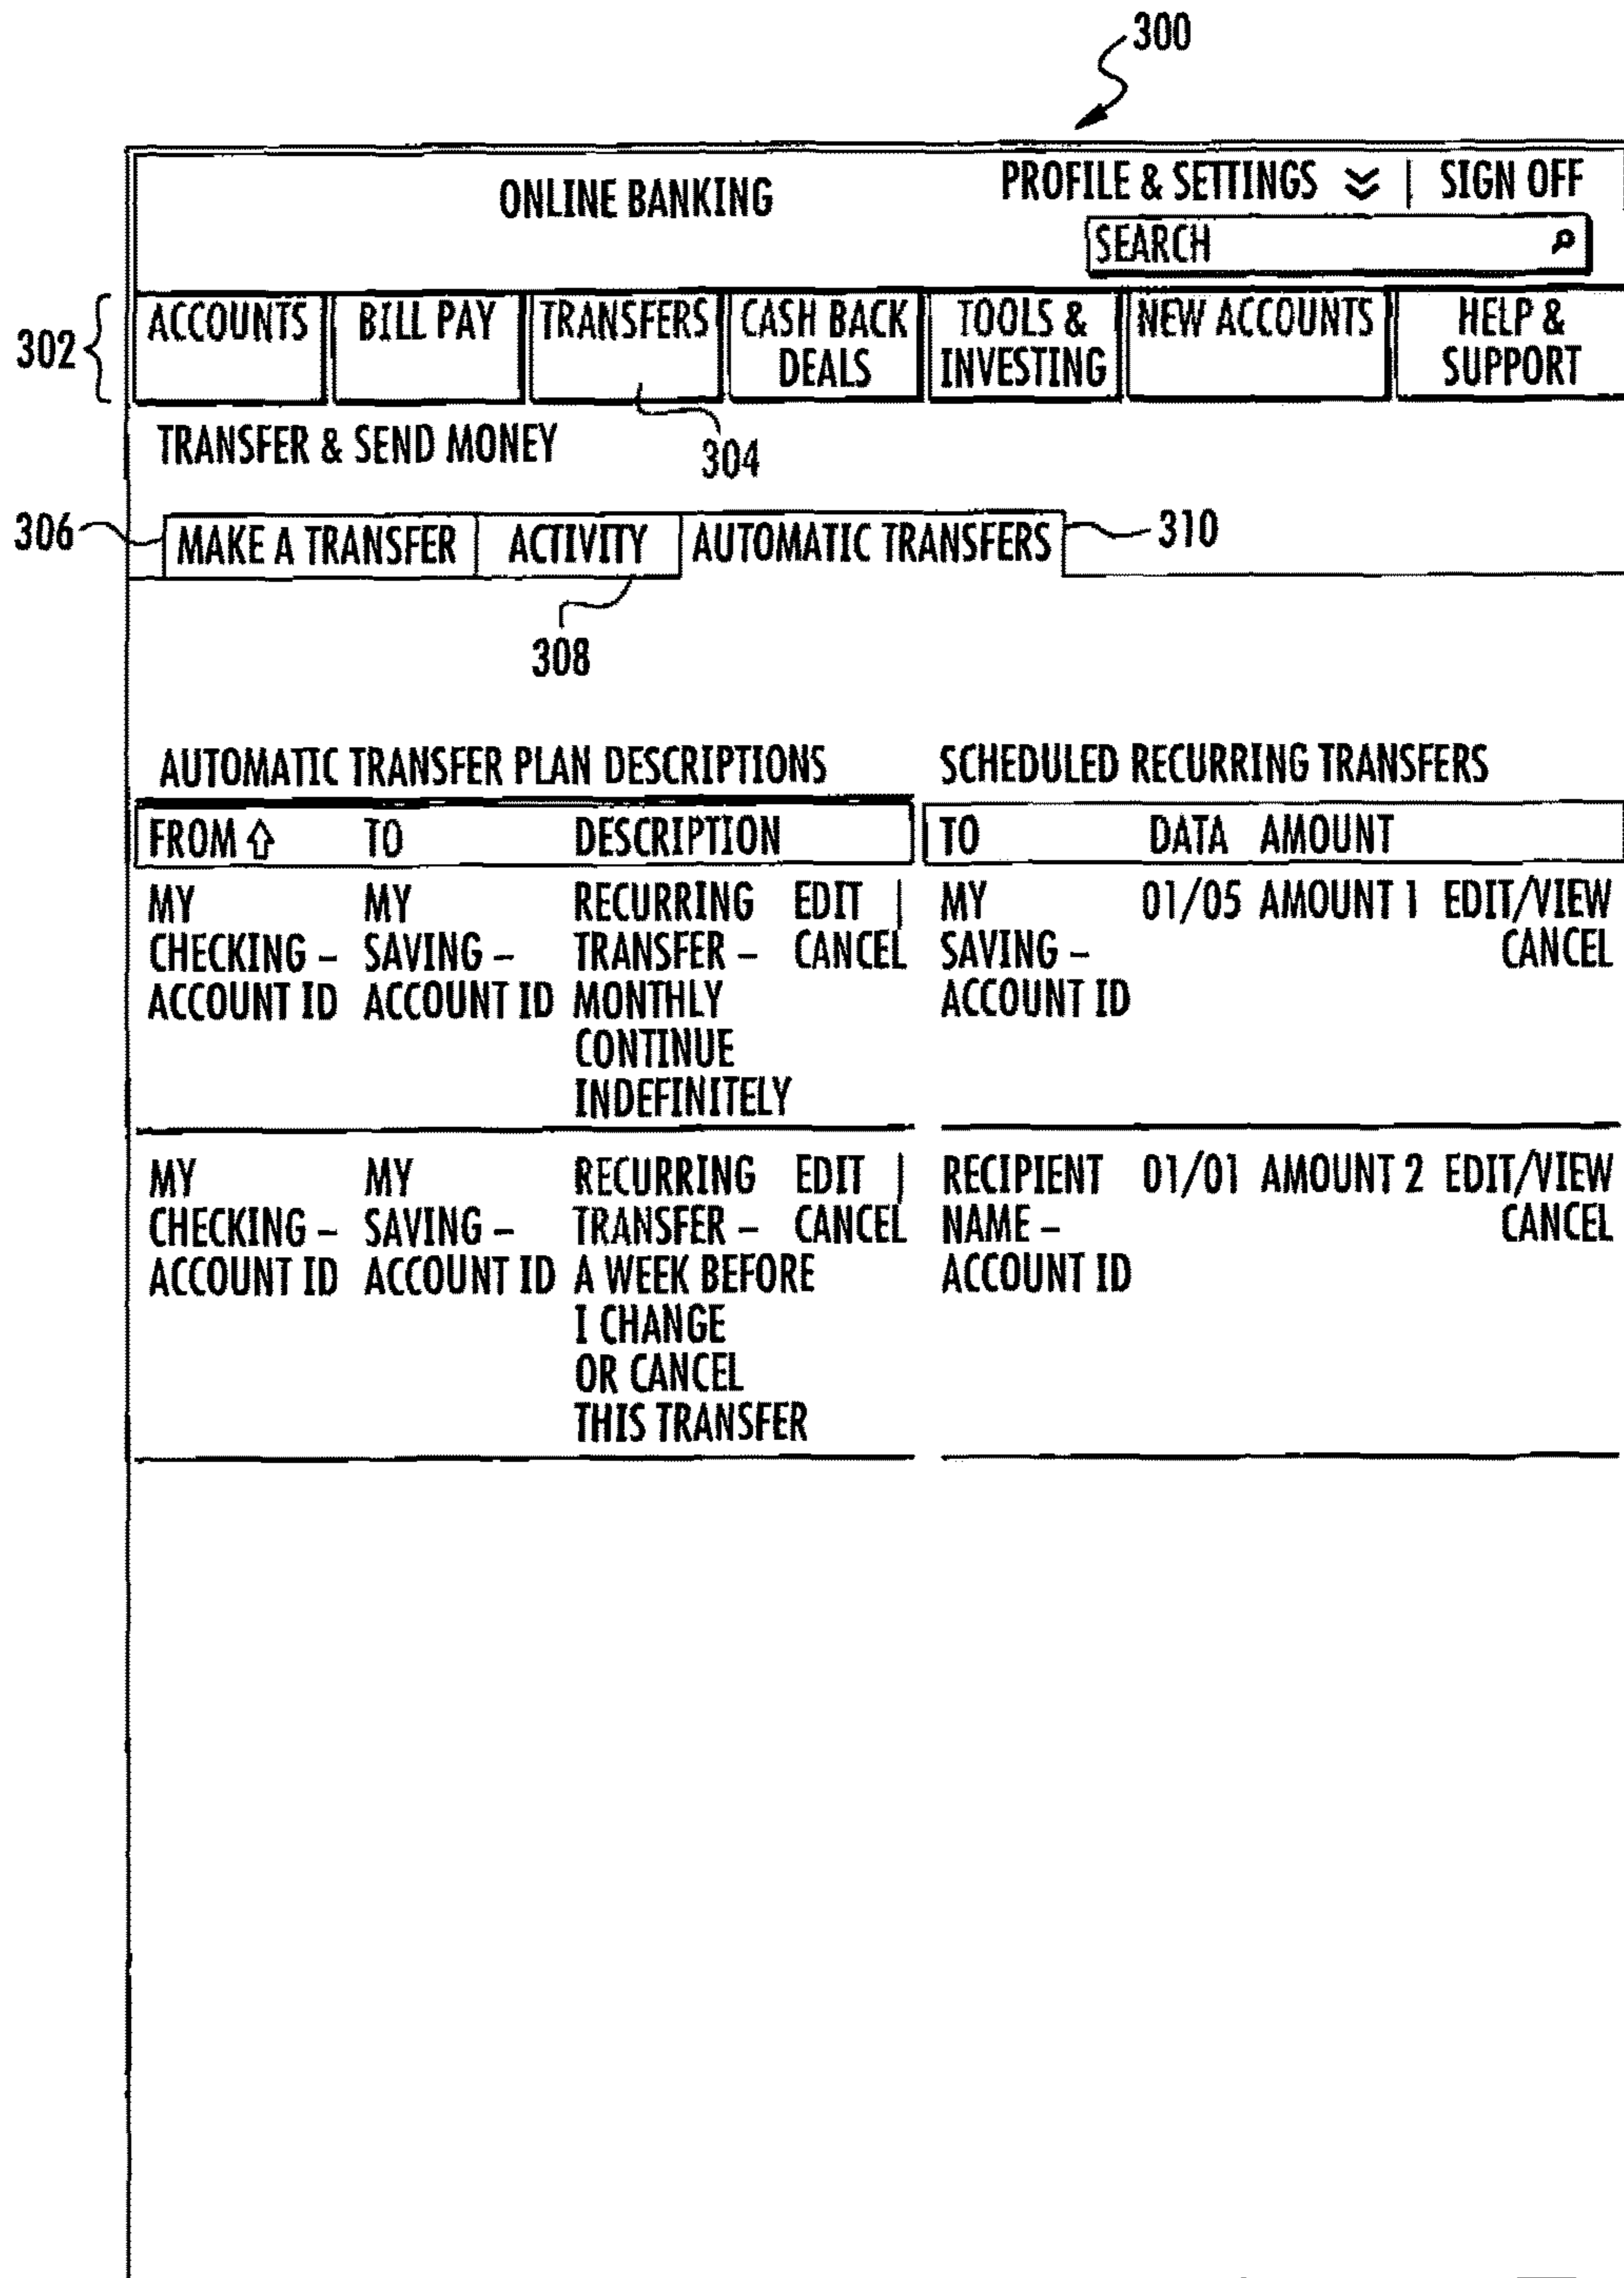 300
ONLINE BANKING
PROFILE & SETTINGS | SIGN OFF
SEARCH
302
ACCOUNTS BILL PAY TRANSFERS CASH BACK DEALS TOOLS & INVESTING NEW ACCOUNTS HELP & SUPPORT
TRANSFER & SEND MONEY
304
306
MAKE A TRANSFER ACTIVITY AUTOMATIC TRANSFERS
310
308
AUTOMATIC TRANSFER PLAN DESCRIPTIONS
FROM TO DESCRIPTION
MY MY RECURRING EDIT |
CHECKING – SAVING – TRANSFER – CANCEL
ACCOUNT ID ACCOUNT ID MONTHLY
CONTINUE
INDEFINITELY
MY MY RECURRING EDIT |
CHECKING – SAVING – TRANSFER – CANCEL
ACCOUNT ID ACCOUNT ID A WEEK BEFORE
I CHANGE
OR CANCEL
THIS TRANSFER
SCHEDULED RECURRING TRANSFERS
TO DATA AMOUNT
MY 01/05 AMOUNT 1 EDIT/VIEW
SAVING – CANCEL
ACCOUNT ID
RECIPIENT 01/01 AMOUNT 2 EDIT/VIEW
NAME – CANCEL
ACCOUNT ID